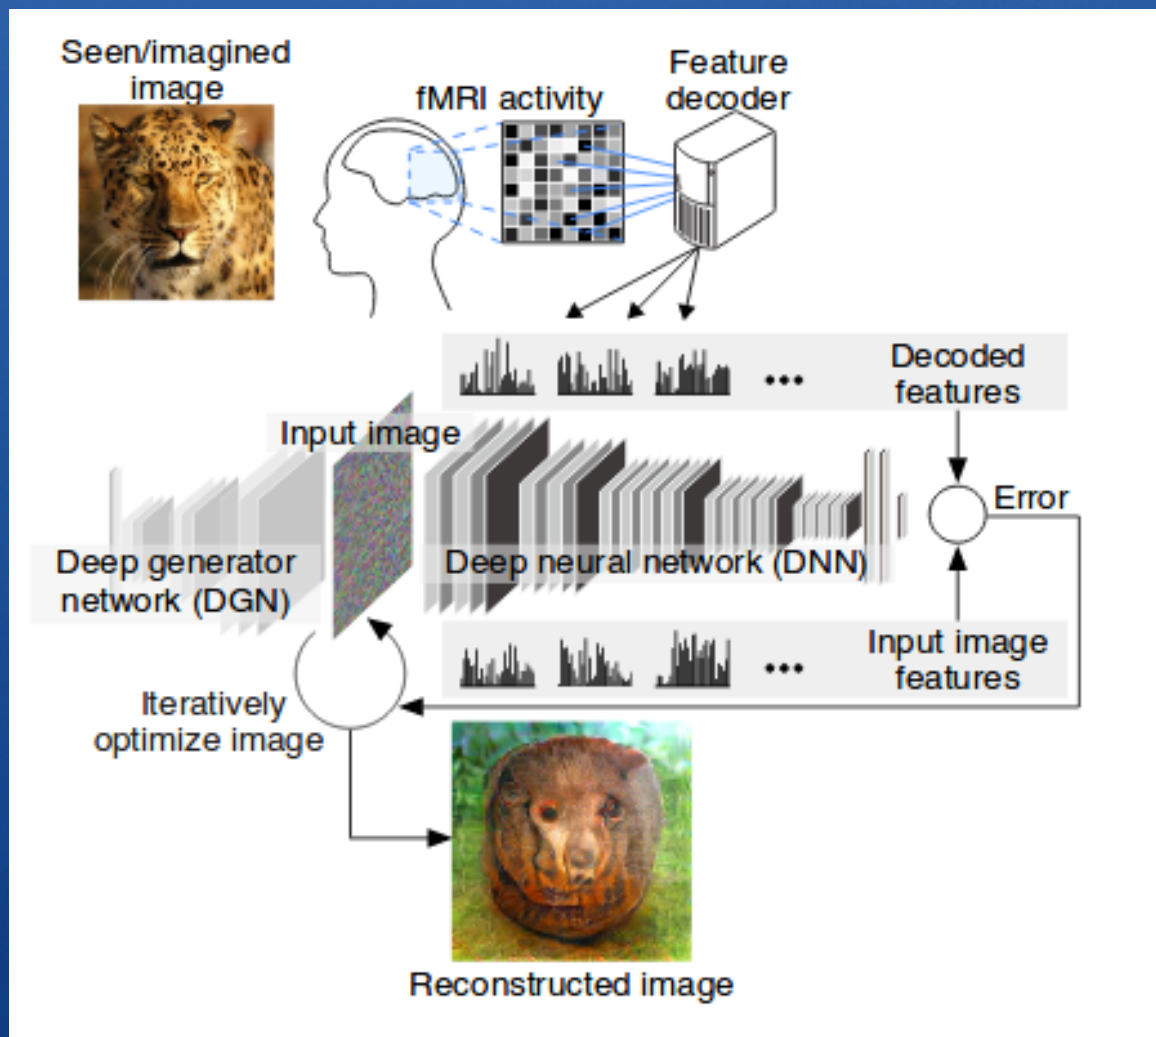 Seen/imagined
image
fMRI activity
Feature
decoder
Decoded
features
Input image
Error
Deep generator
network (DGN)
Deep neural network (DNN)
Input image
features
Iteratively
optimize image
Reconstructed image